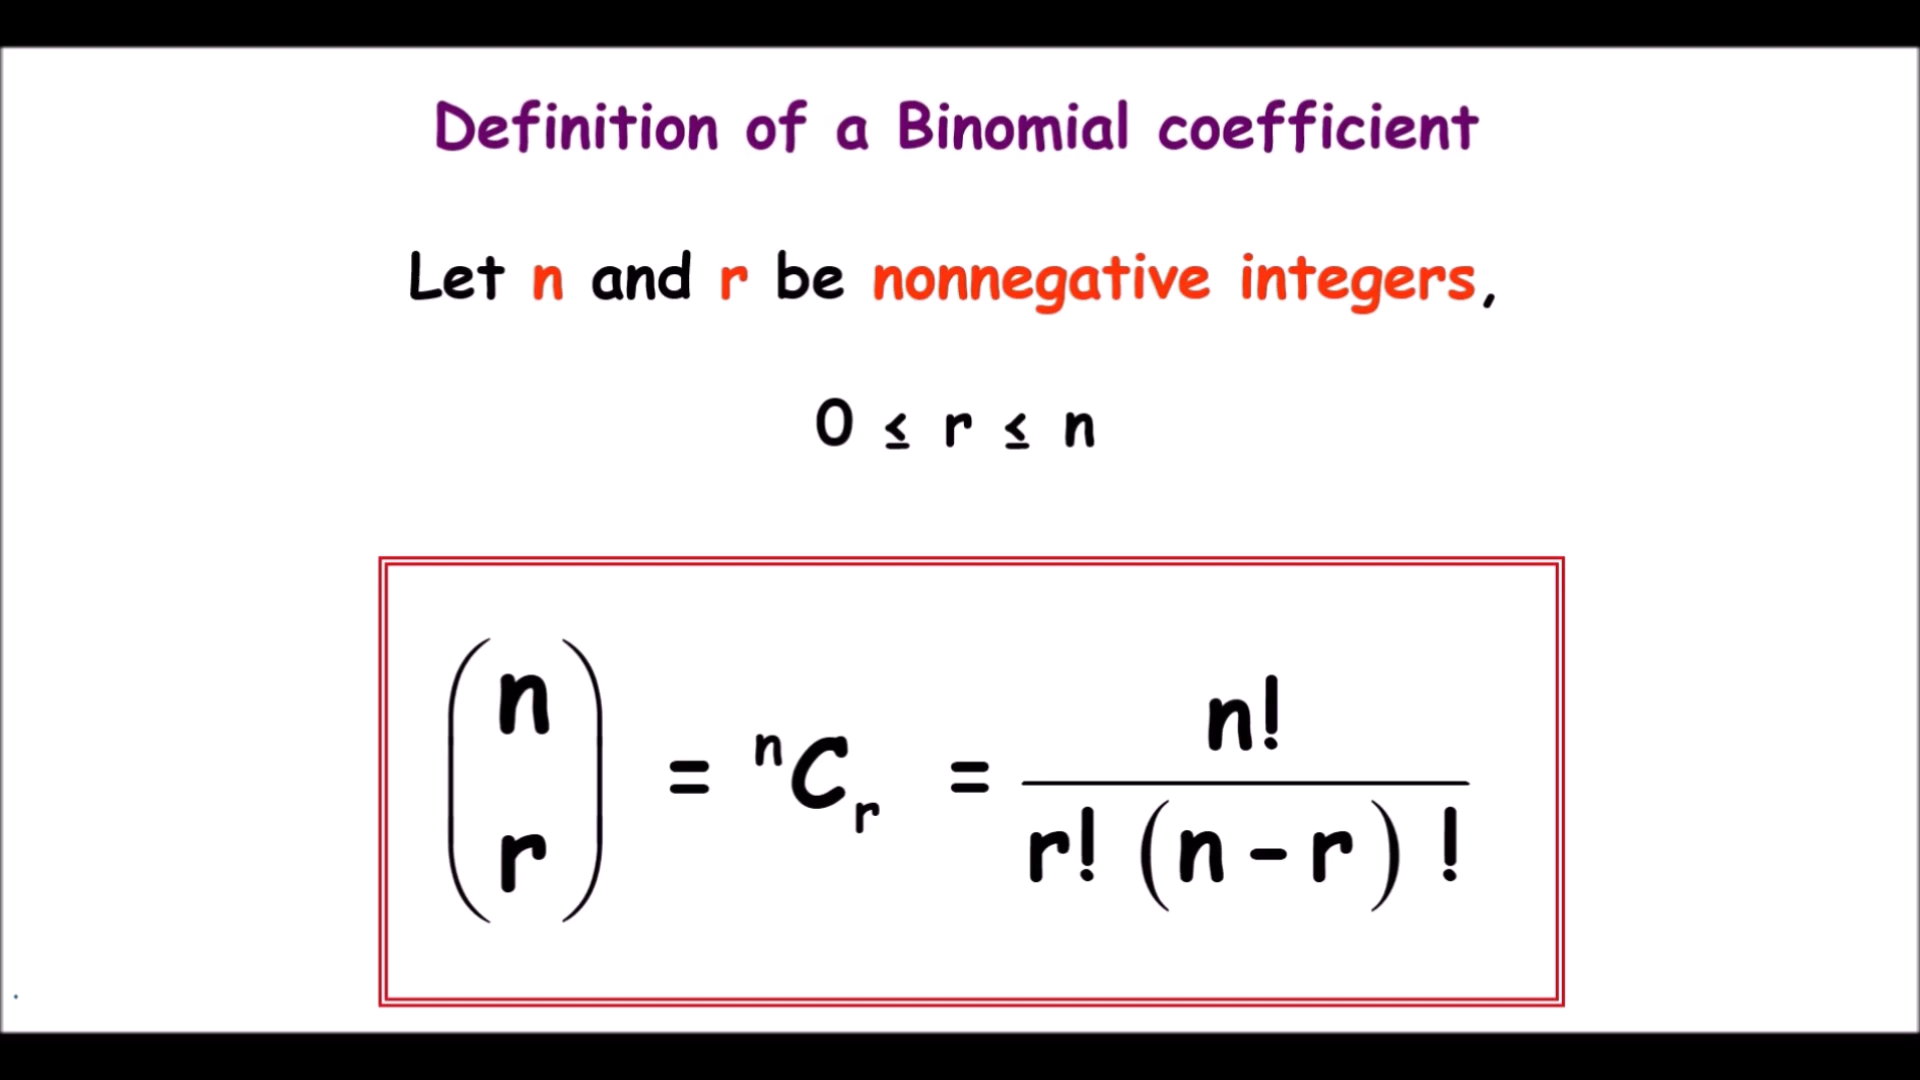 Definition of a Binomial coefficient
Let n and r be nonnegative integers,
0 ≤ r ≤ n
(n r) = ⁿCᵣ = n! / r! (n - r) !